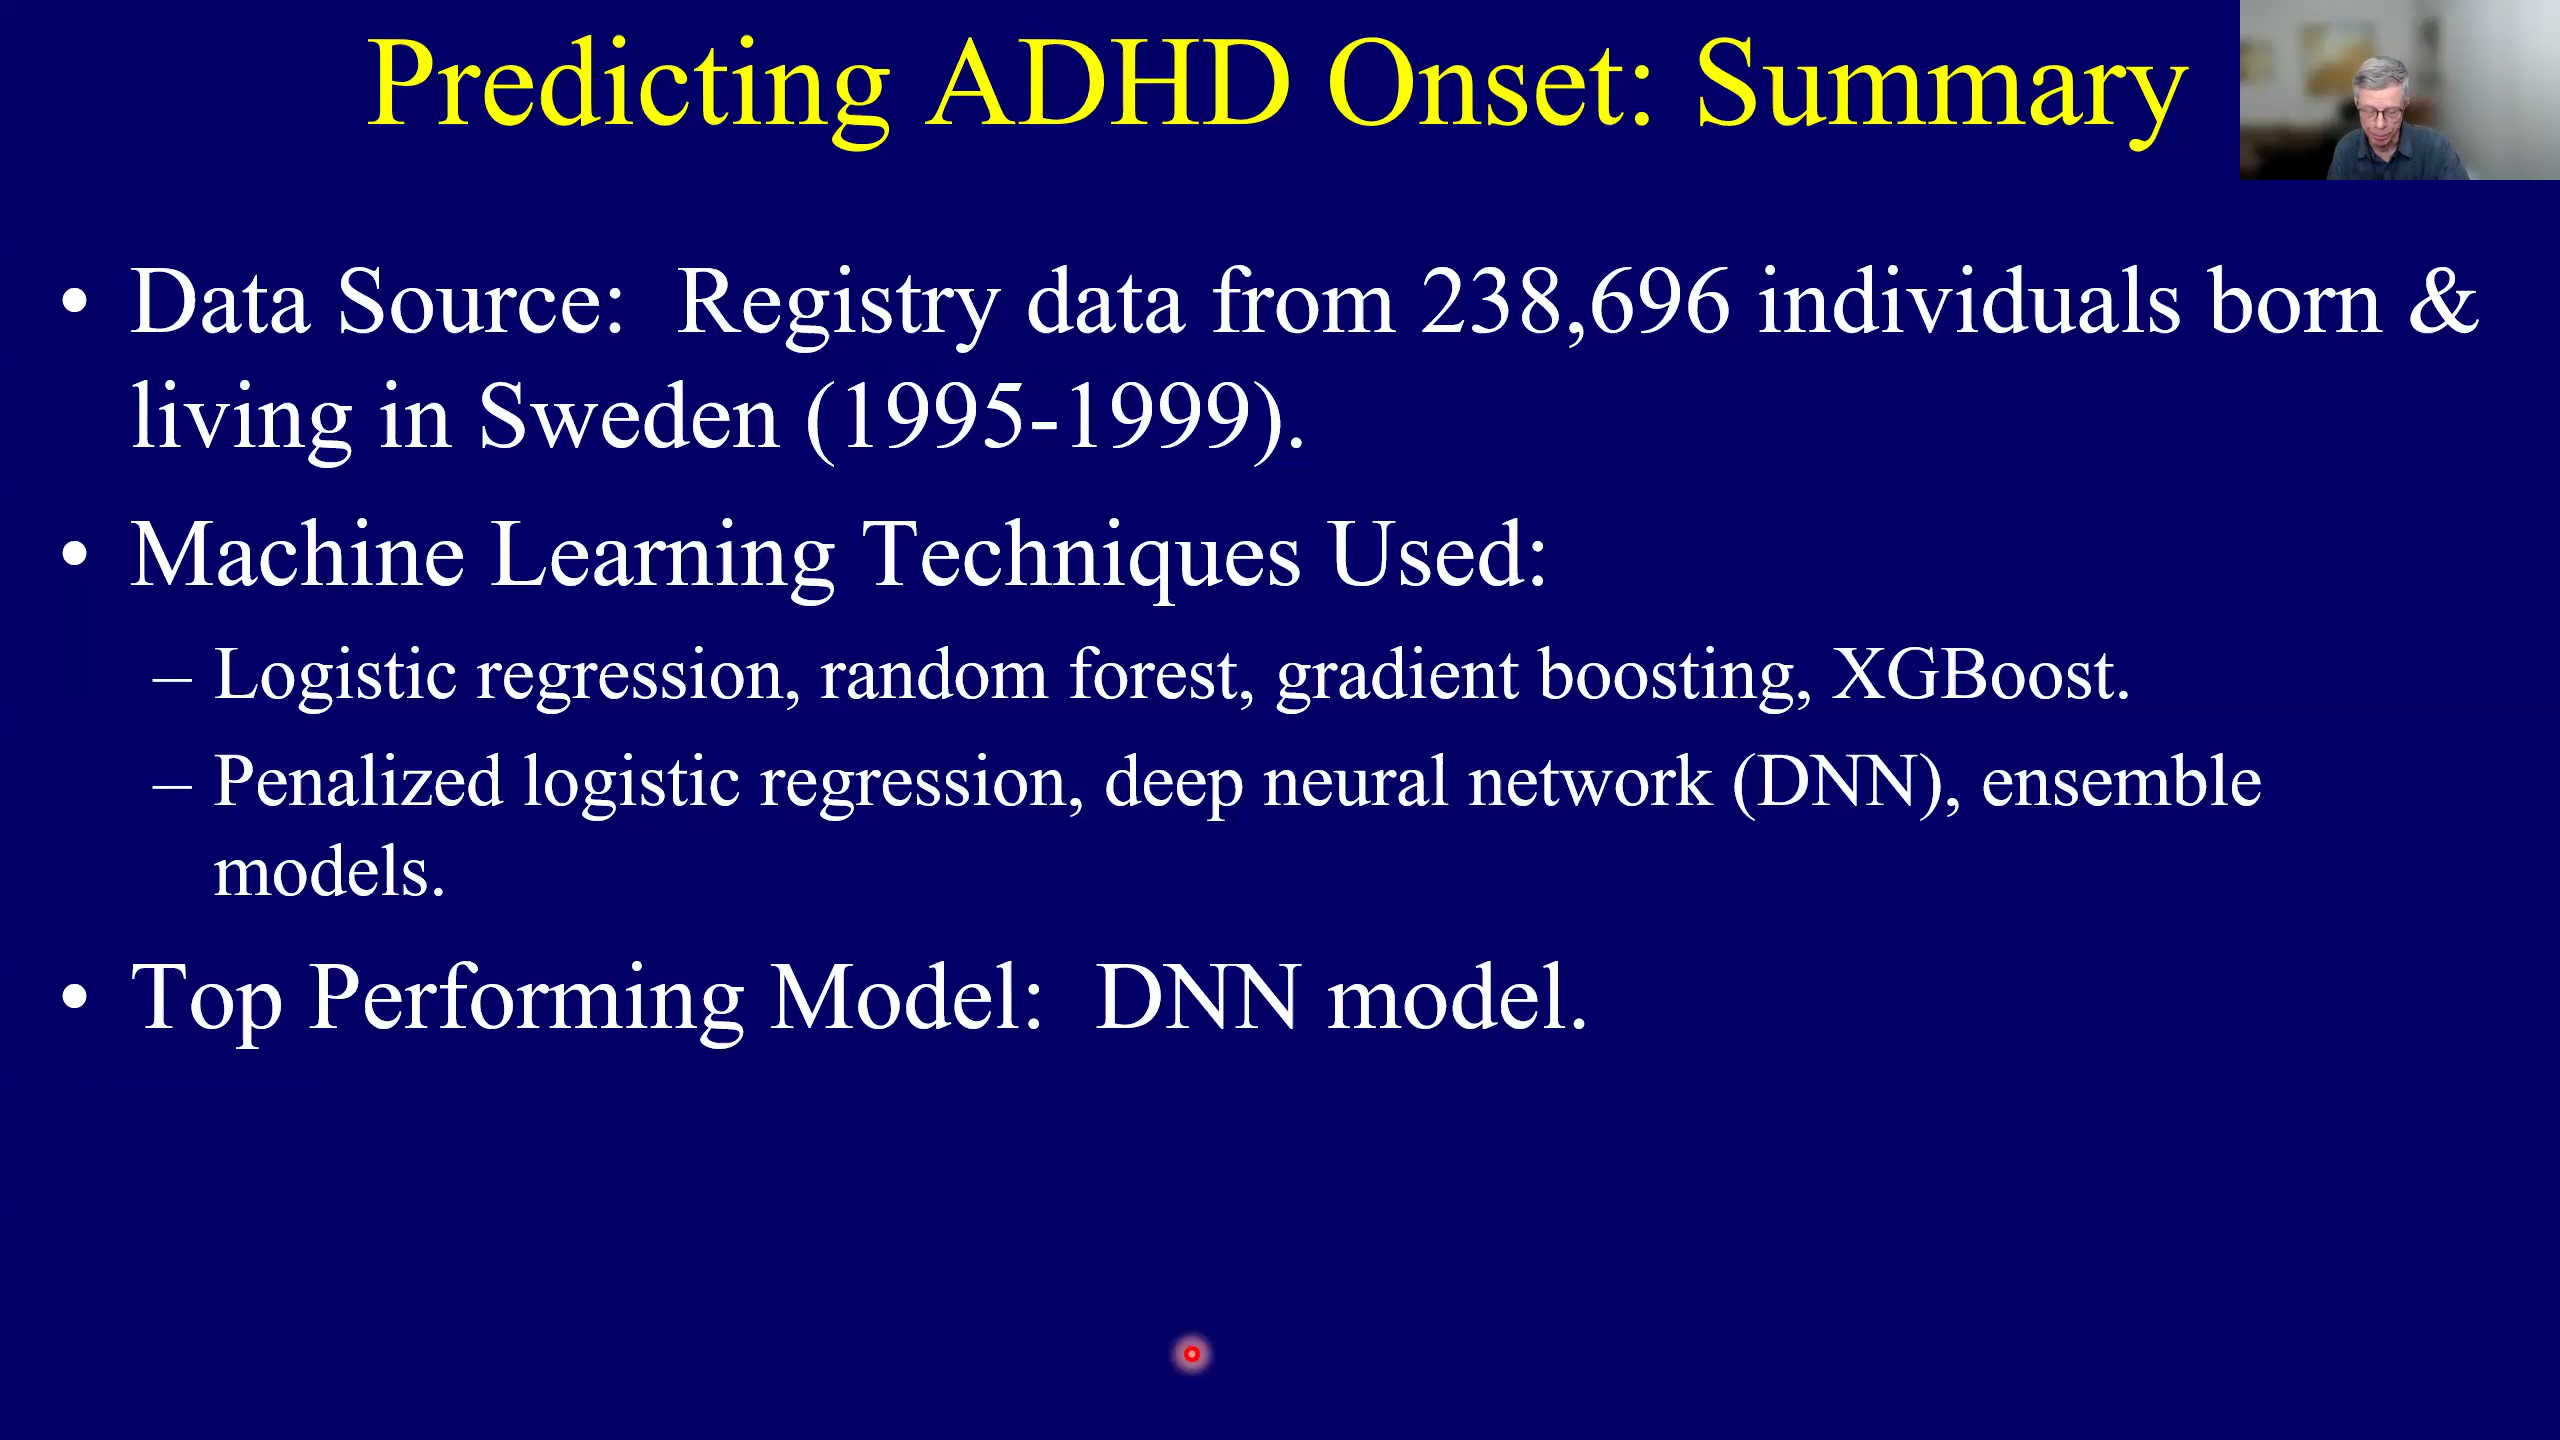 Predicting ADHD Onset: Summary
• Data Source:  Registry data from 238,696 individuals born &
living in Sweden (1995-1999).
• Machine Learning Techniques Used:
– Logistic regression, random forest, gradient boosting, XGBoost.
– Penalized logistic regression, deep neural network (DNN), ensemble
models.
• Top Performing Model:  DNN model.